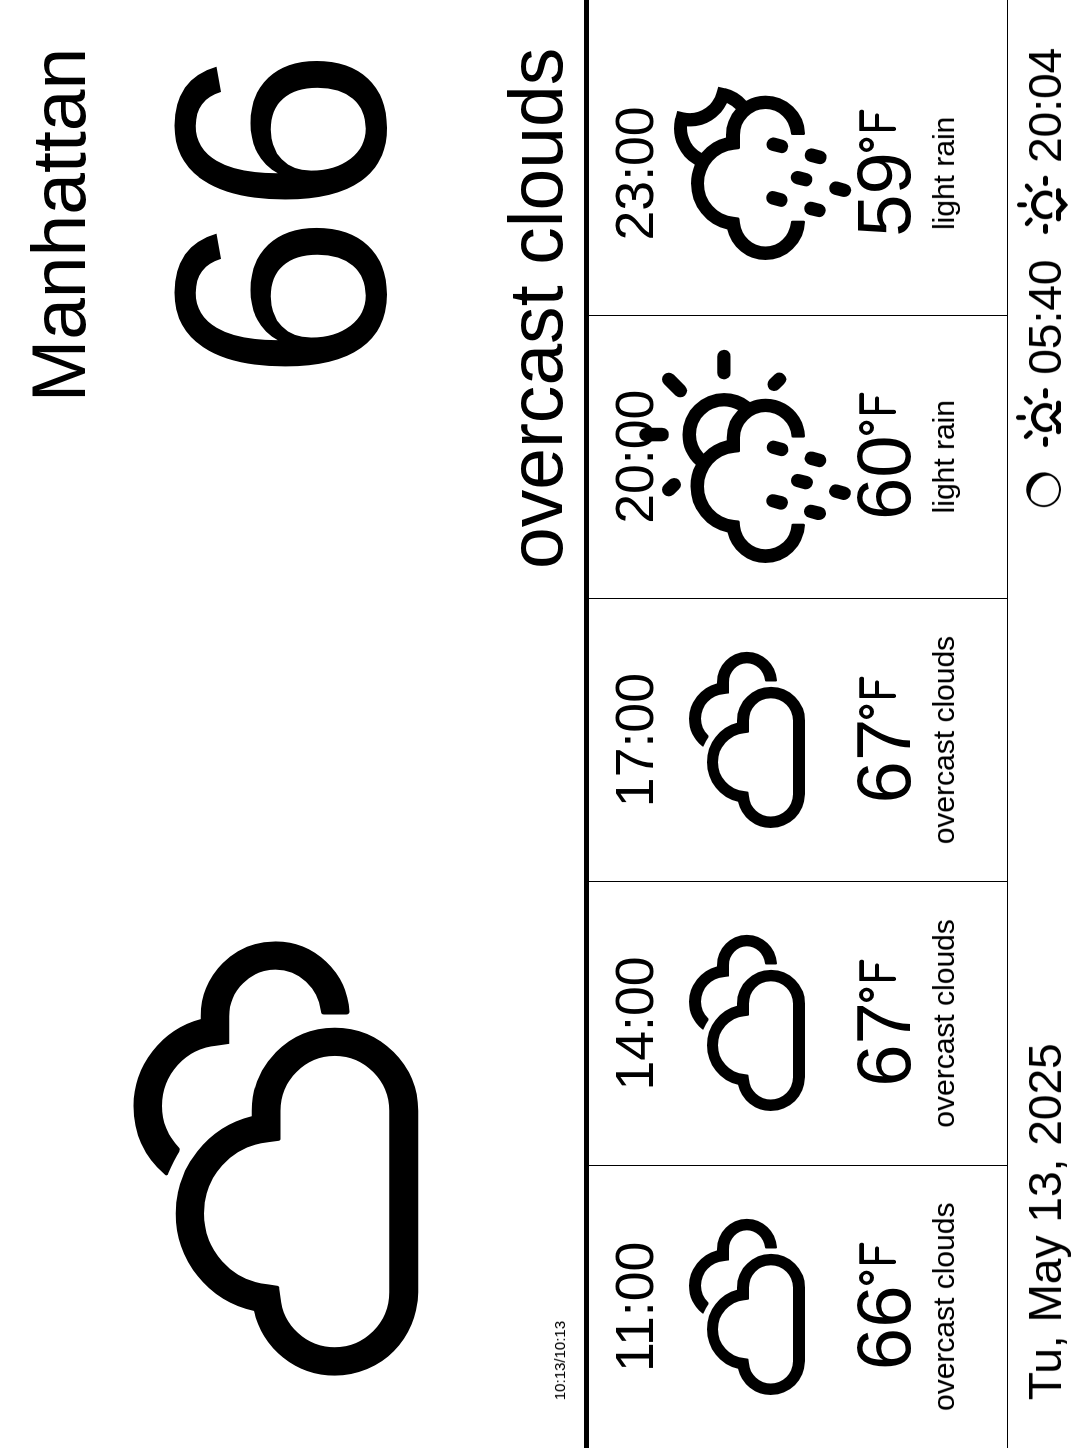 Manhattan
66
10:13/10:13
overcast clouds
11:00
66°F
overcast clouds
14:00
67°F
overcast clouds
17:00
67°F
overcast clouds
20:00
60°F
light rain
23:00
59°F
light rain
Tu, May 13, 2025
05:40 20:04